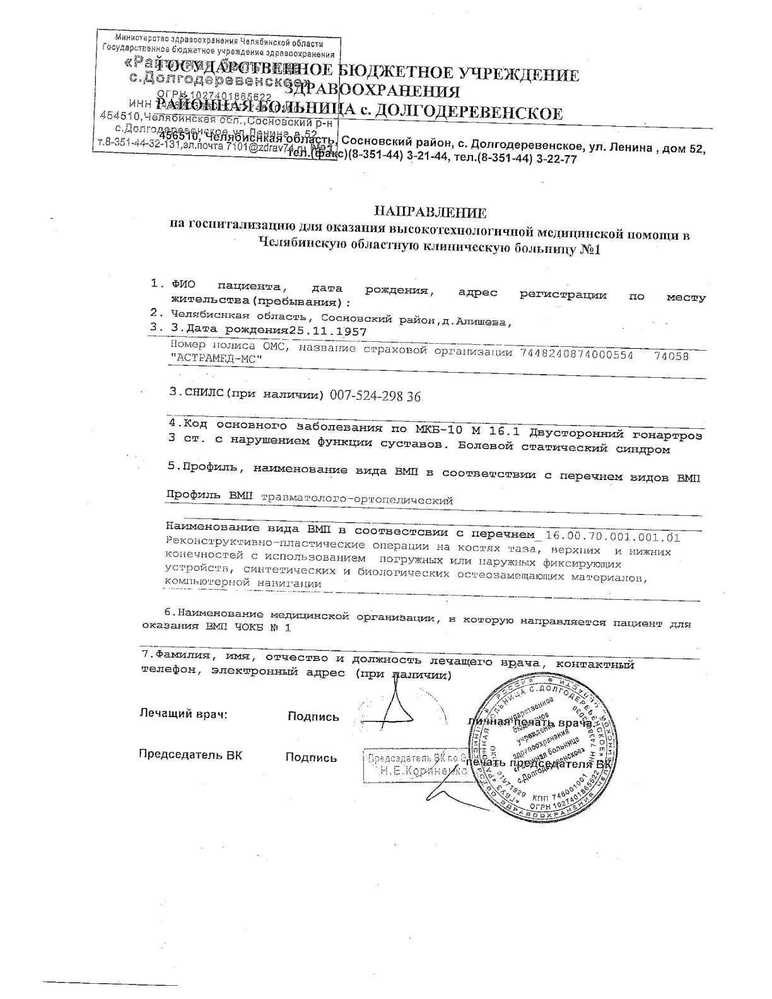 Министерство здравоохранения Челябинской области
Государственное бюджетное учреждение здравоохранения
с.Долгодеревенское»
ОГРН 1027401865622
ИНН
454510,Челябинская обл.,Сосновский р-н
с.Долгодеревенское ул.Ленина д.52
т.8-351-44-32-131,эл.почта 7101@zdrav74.ru
ГОСУДАРСТВЕННОЕ БЮДЖЕТНОЕ УЧРЕЖДЕНИЕ
ЗДРАВООХРАНЕНИЯ
РАЙОННАЯ БОЛЬНИЦА с. ДОЛГОДЕРЕВЕНСКОЕ
456510, Челябиснкая область, Сосновский район, с. Долгодеревенское, ул. Ленина , дом 52,
тел.(факс)(8-351-44) 3-21-44, тел.(8-351-44) 3-22-77
НАПРАВЛЕНИЕ
на госпитализацию для оказания высокотехнологичной медицинской помощи в
Челябинскую областную клиническую больницу №1
1. ФИО пациента, дата рождения, адрес регистрации по месту
жительства(пребывания):
2. Челябиснкая область, Сосновский район,д.Алишева,
3. 3.Дата рождения25.11.1957
Номер полиса ОМС, название страховой организации 7448240874000554 74058
"АСТРАМЕД-МС"
3.СНИЛС(при наличии) 007-524-298 36
4.Код основного заболевания по МКБ-10 М 16.1 Двусторонний гонартроз
3 ст. с нарушением функции суставов. Болевой статический синдром
5.Профиль, наименование вида ВМП в соответствии с перечнем видов ВМП
Профиль ВМП травматолого-ортопедический
Наименование вида ВМП в соотвестсвии с перечнем_ 16.00.70.001.001.01
Реконструктивно-пластические операции на костях таза, верхних и нижних
конечностей с использованием погружных или наружных фиксирующих
устройств, синтетических и биологических остеозамещающих материалов,
компьютерной навигации
6.Наименование медицинской организации, в которую направляется пациент для
оказания ВМП ЧОКБ № 1
7.Фамилия, имя, отчество и должность лечащего врача, контактный
телефон, электронный адрес (при наличии)
Лечащий врач: Подпись личная печать врача.
Председатель ВК Подпись печать председателя ВК
Председатель ВК по Э
Н.Е.Кориненко
государственное
бюджетное
учреждение
здравоохранения
«Районная больница
с.Долгодеревенское»
КПП 746001001
ОГРН 1027401865622